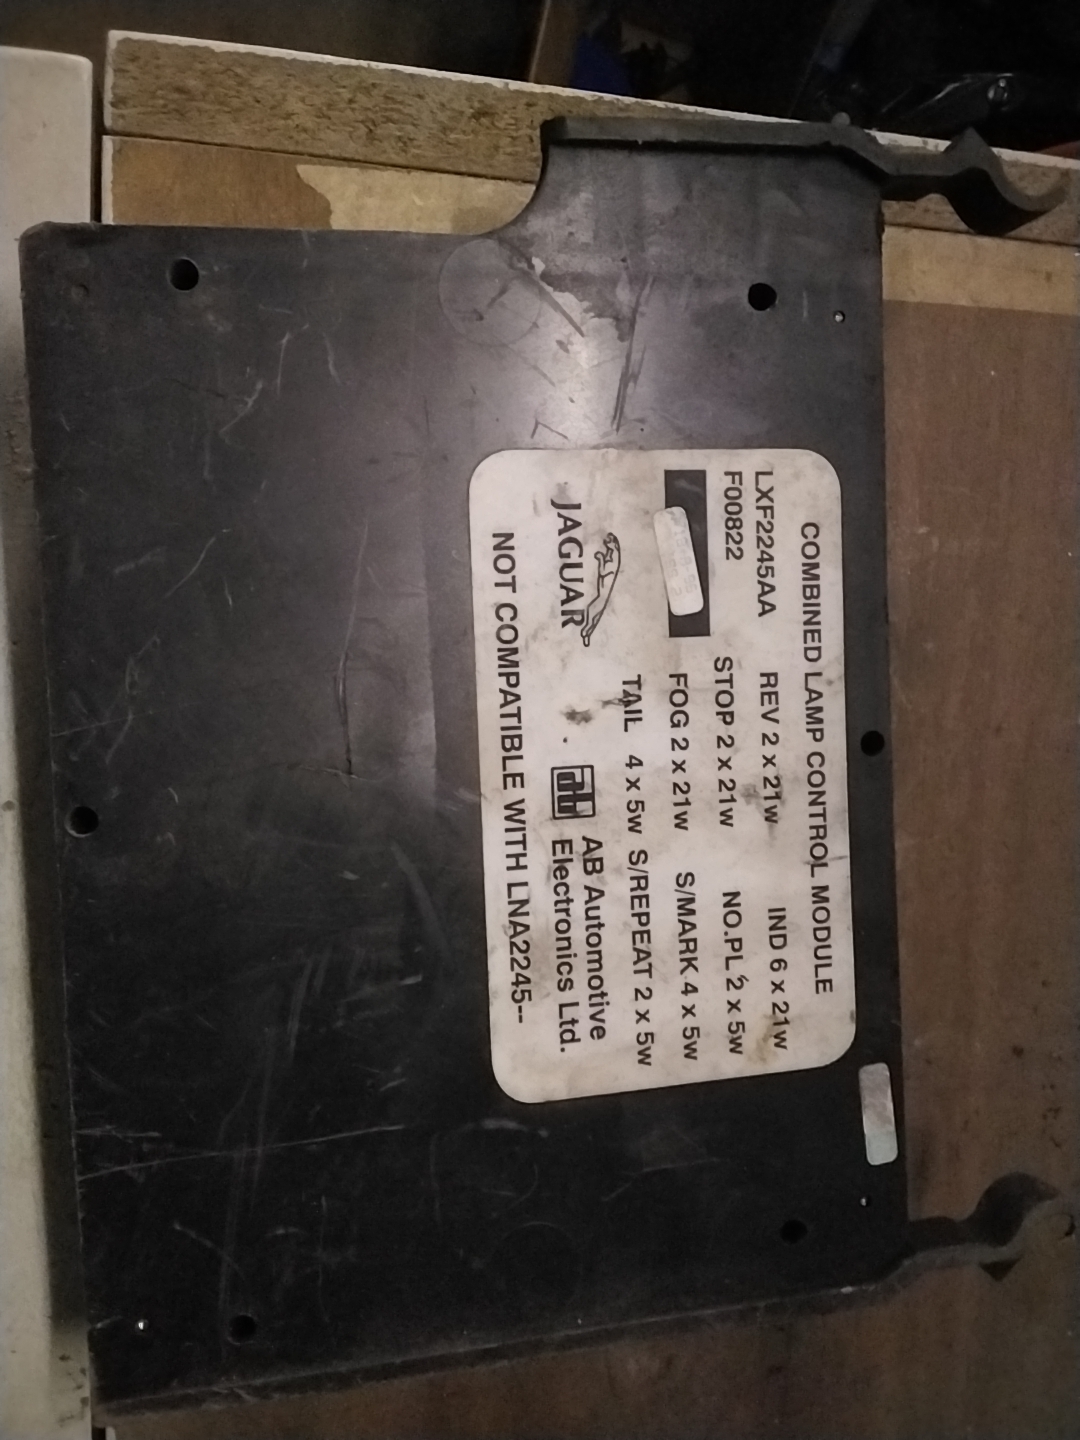 COMBINED LAMP CONTROL MODULE
LXF2245AA REV 2 x 21w IND 6 x 21w
F00822 STOP 2 x 21w NO.PL 2 x 5w
FOG 2 x 21w S/MARK 4 x 5w
TAIL 4 x 5w S/REPEAT 2 x 5w
JAGUAR
ab AB Automotive
Electronics Ltd.
NOT COMPATIBLE WITH LNA2245--